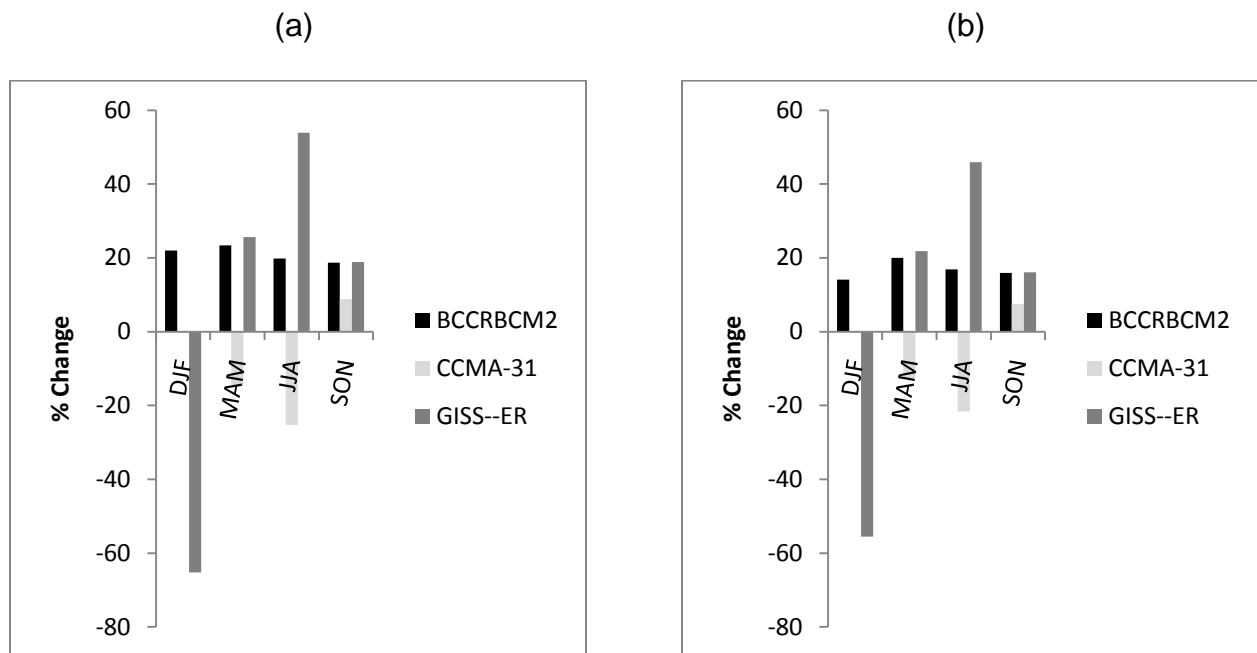 (a)
60
40
20
0
-20
-40
-60
-80
% Change
DJF
MAM
JJA
SON
BCCRBCM2
CCMA-31
GISS--ER
(b)
60
40
20
0
-20
-40
-60
-80
% Change
DJF
MAM
JJA
SON
BCCRBCM2
CCMA-31
GISS--ER